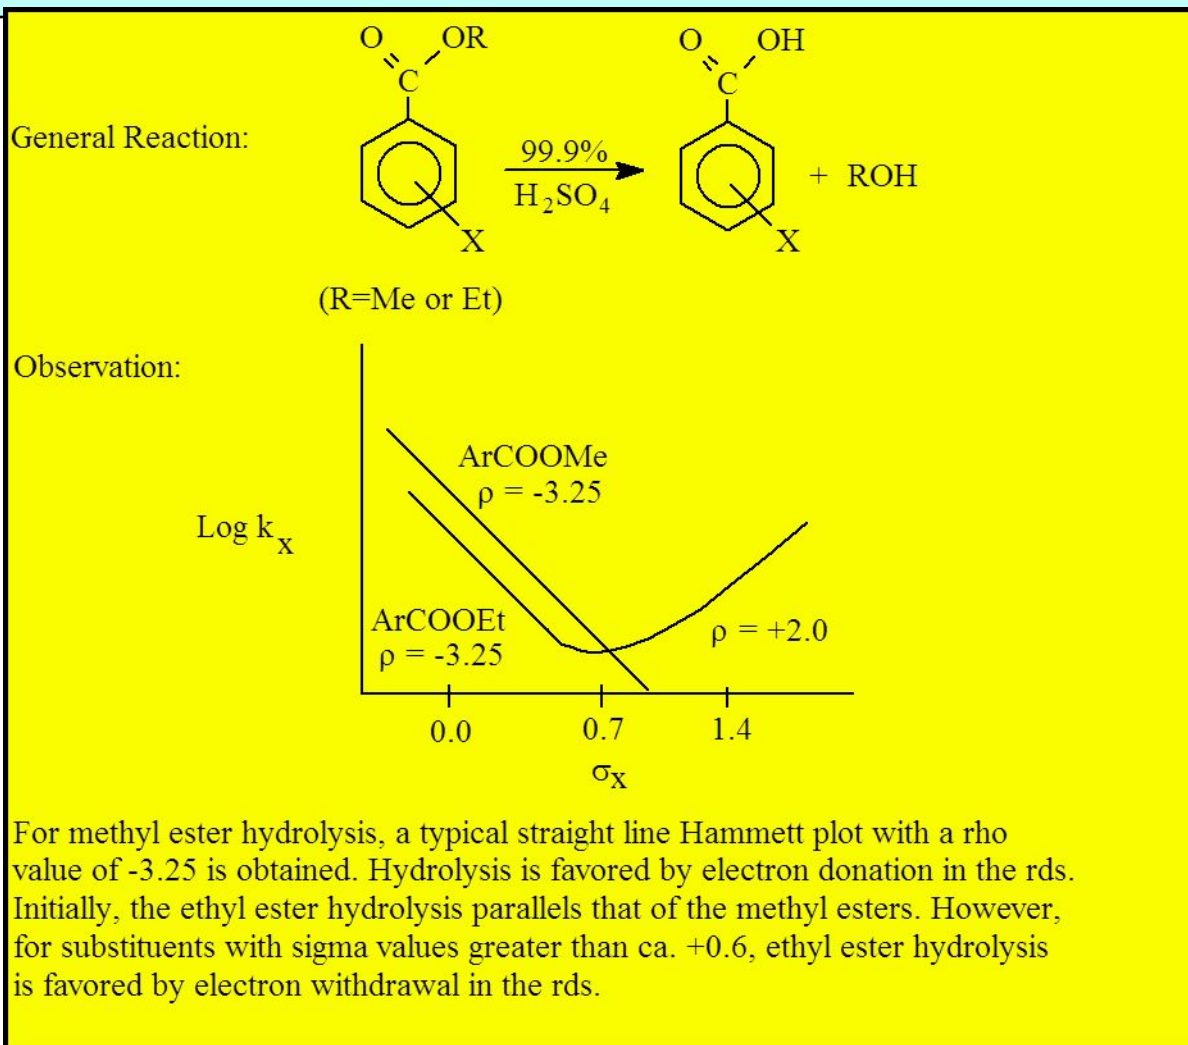 O OR O OH
C C
General Reaction:
99.9%
H₂SO₄
+ ROH
X X
(R=Me or Et)
Observation:
ArCOOMe
ρ = -3.25
Log kₓ
ArCOOEt
ρ = -3.25
ρ = +2.0
0.0 0.7 1.4
σX
For methyl ester hydrolysis, a typical straight line Hammett plot with a rho
value of -3.25 is obtained. Hydrolysis is favored by electron donation in the rds.
Initially, the ethyl ester hydrolysis parallels that of the methyl esters. However,
for substituents with sigma values greater than ca. +0.6, ethyl ester hydrolysis
is favored by electron withdrawal in the rds.